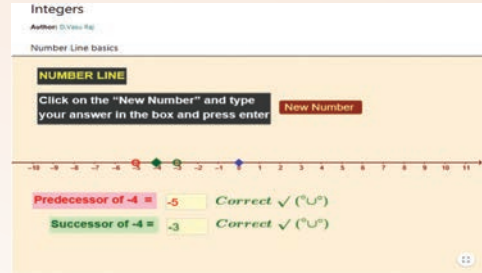 Integers
Author: D.Vasu Raj
Number Line basics
NUMBER LINE
Click on the "New Number" and type
your answer in the box and press enter
New Number
-10 -9 -8 -7 -6 -5 -4 -3 -2 -1 0 1 2 3 4 5 6 7 8 9 10 11
Predecessor of -4 = -5 Correct ✓ (°∪°)
Successor of -4 = -3 Correct ✓ (°∪°)